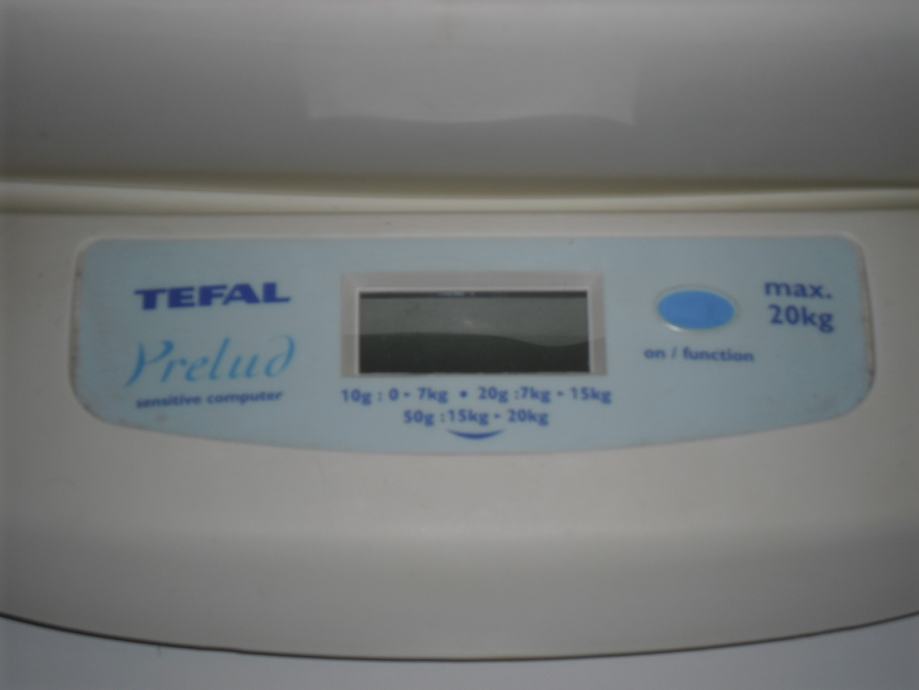 TEFAL
Prelud
sensitive computer
10g : 0 - 7kg • 20g :7kg - 15kg
50g :15kg - 20kg
on / function
max.
20kg